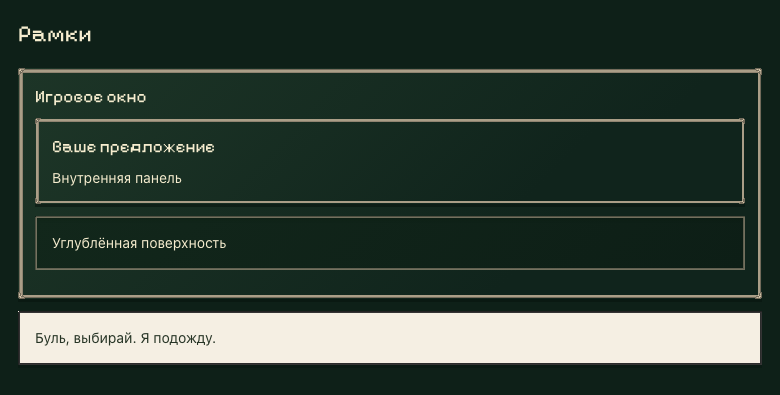 Рамки
Игровое окно
Ваше предложение
Внутренняя панель
Углублённая поверхность
Буль, выбирай. Я подожду.